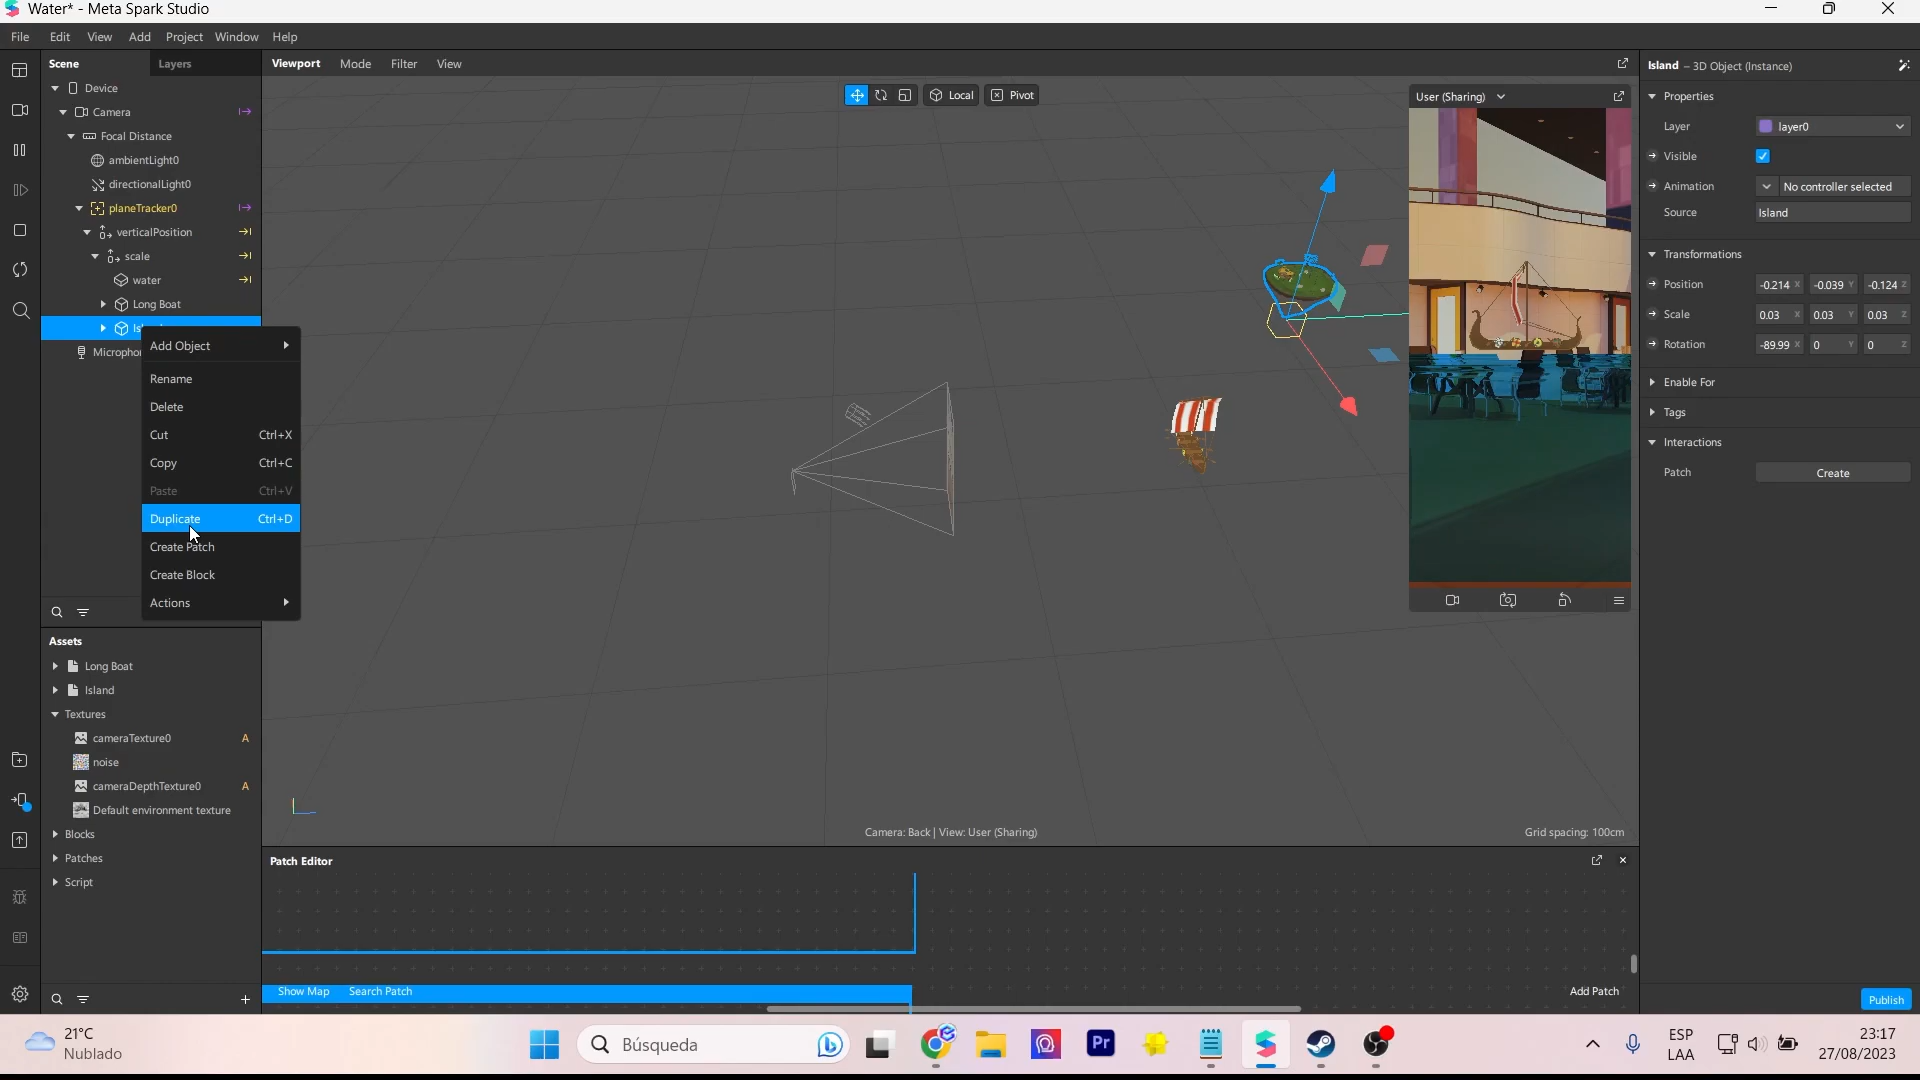 Water* - Meta Spark Studio
File Edit View Add Project Window Help
Scene Layers
Device
Camera
Focal Distance
ambientLight0
directionalLight0
planeTracker0
verticalPosition
scale
water
Long Boat
Add Object
Rename
Delete
Cut Ctrl+X
Copy Ctrl+C
Paste Ctrl+V
Duplicate Ctrl+D
Create Patch
Create Block
Actions
Assets
Long Boat
Island
Textures
cameraTexture0 A
noise
cameraDepthTexture0 A
Default environment texture
Blocks
Patches
Script
Viewport Mode Filter View
Local Pivot
User (Sharing)
Camera: Back | View: User (Sharing)
Grid spacing: 100cm
Patch Editor
Show Map Search Patch
Add Patch
Island - 3D Object (Instance)
Properties
Layer layer0
Visible
Animation No controller selected
Source Island
Transformations
Position -0.214 X -0.039 Y -0.124 Z
Scale 0.03 X 0.03 Y 0.03 Z
Rotation -89.99 X 0 Y 0 Z
Enable For
Tags
Interactions
Patch Create
Publish
21°C
Nublado
Búsqueda
Pr
ESP
LAA
23:17
27/08/2023